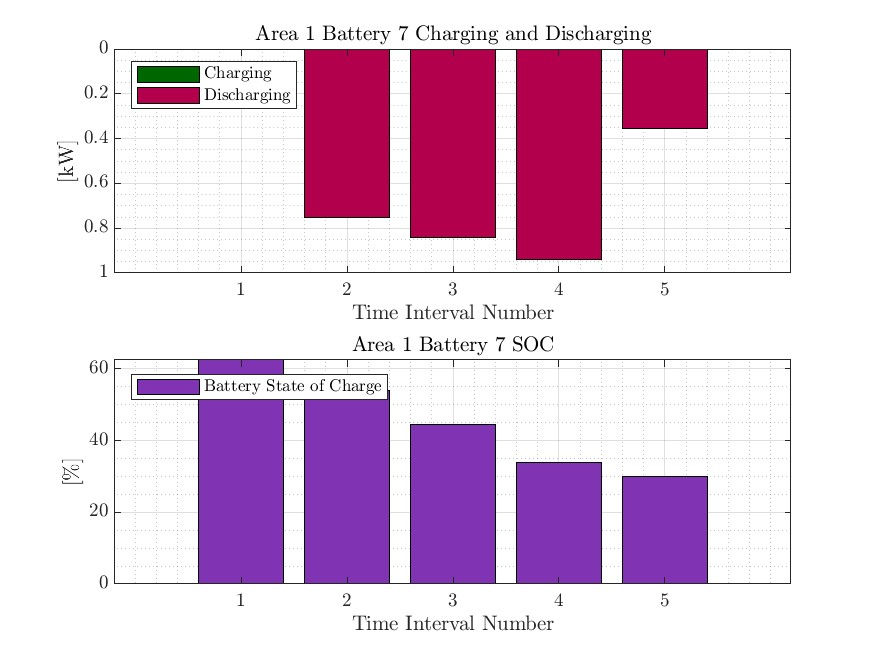 Area 1 Battery 7 Charging and Discharging
0
0.2
0.4
0.6
0.8
1
[kW]
Charging
Discharging
1 2 3 4 5
Time Interval Number
Area 1 Battery 7 SOC
60
40
20
0
[%]
Battery State of Charge
1 2 3 4 5
Time Interval Number